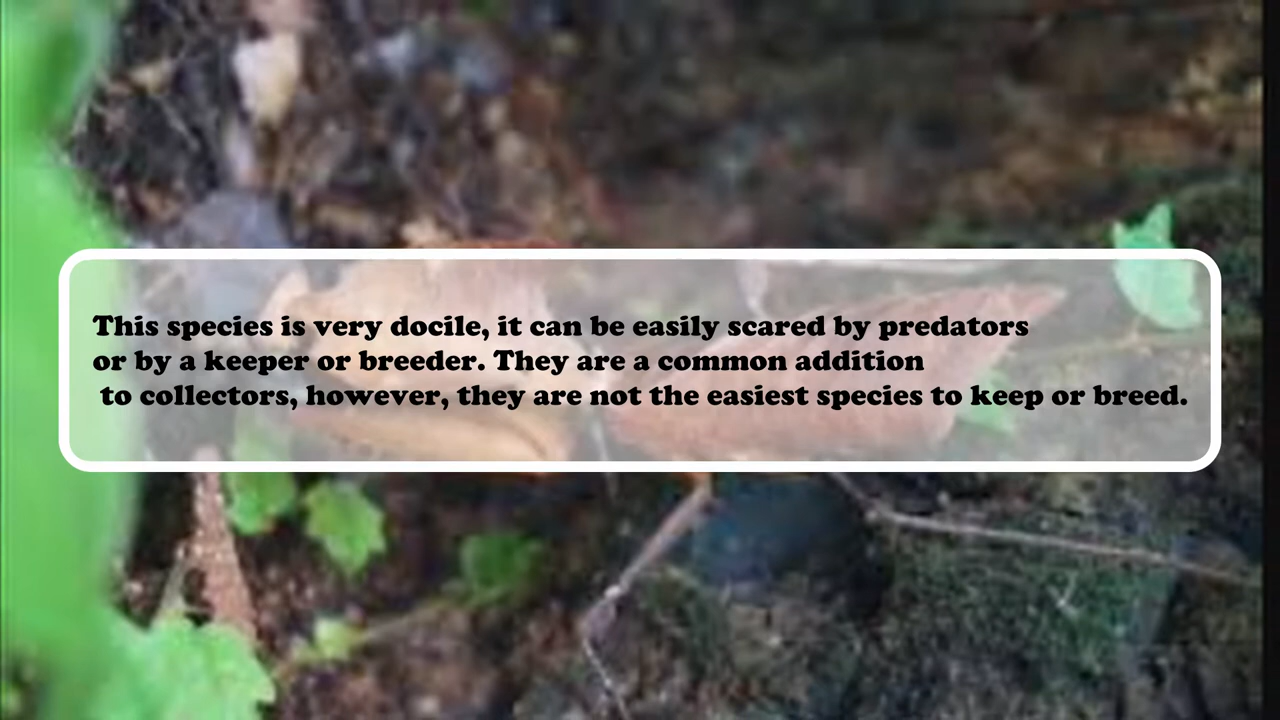 This species is very docile, it can be easily scared by predators
or by a keeper or breeder. They are a common addition
to collectors, however, they are not the easiest species to keep or breed.